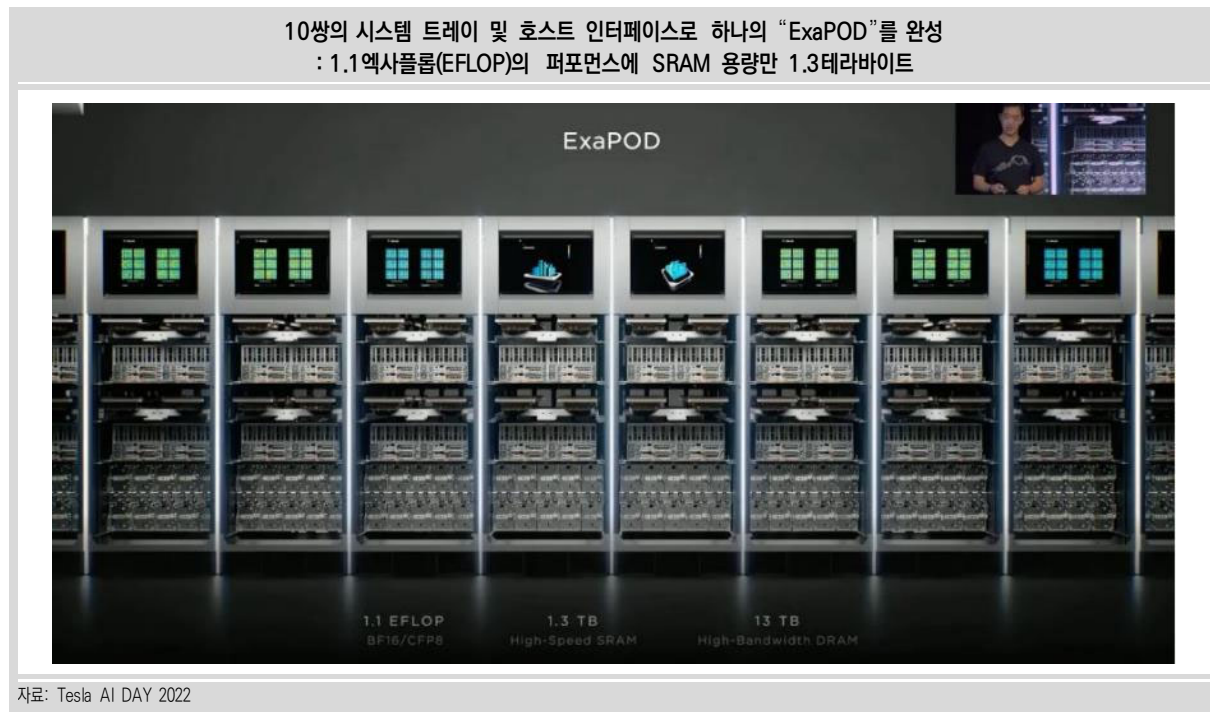 10쌍의 시스템 트레이 및 호스트 인터페이스로 하나의 “ExaPOD”를 완성
: 1.1엑사플롭(EFLOP)의 퍼포먼스에 SRAM 용량만 1.3테라바이트
ExaPOD
1.1 EFLOP
BF16/CFP8
1.3 TB
High-Speed SRAM
13 TB
High-Bandwidth DRAM
자료: Tesla AI DAY 2022